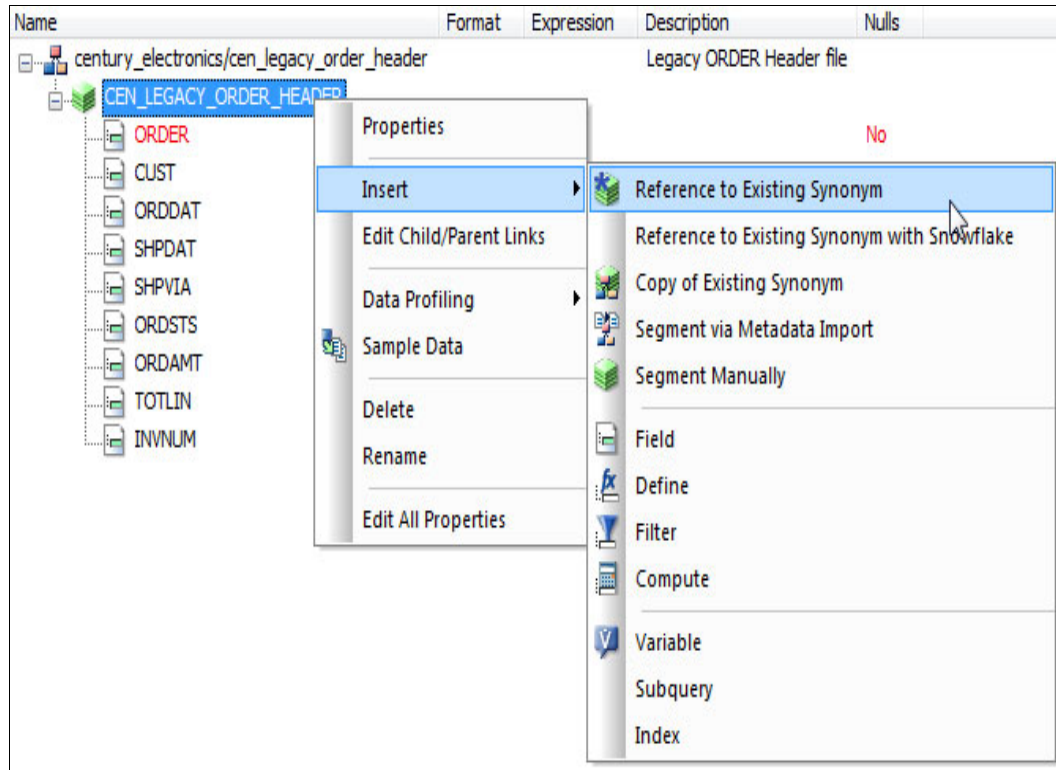 Name Format Expression Description Nulls
century_electronics/cen_legacy_order_header Legacy ORDER Header file
CEN_LEGACY_ORDER_HEADER
ORDER No
CUST
ORDDAT
SHPDAT
SHPVIA
ORDSTS
ORDAMT
TOTLIN
INVNUM
Properties
Insert
Edit Child/Parent Links
Data Profiling
Sample Data
Delete
Rename
Edit All Properties
Reference to Existing Synonym
Reference to Existing Synonym with Snowflake
Copy of Existing Synonym
Segment via Metadata Import
Segment Manually
Field
Define
Filter
Compute
Variable
Subquery
Index